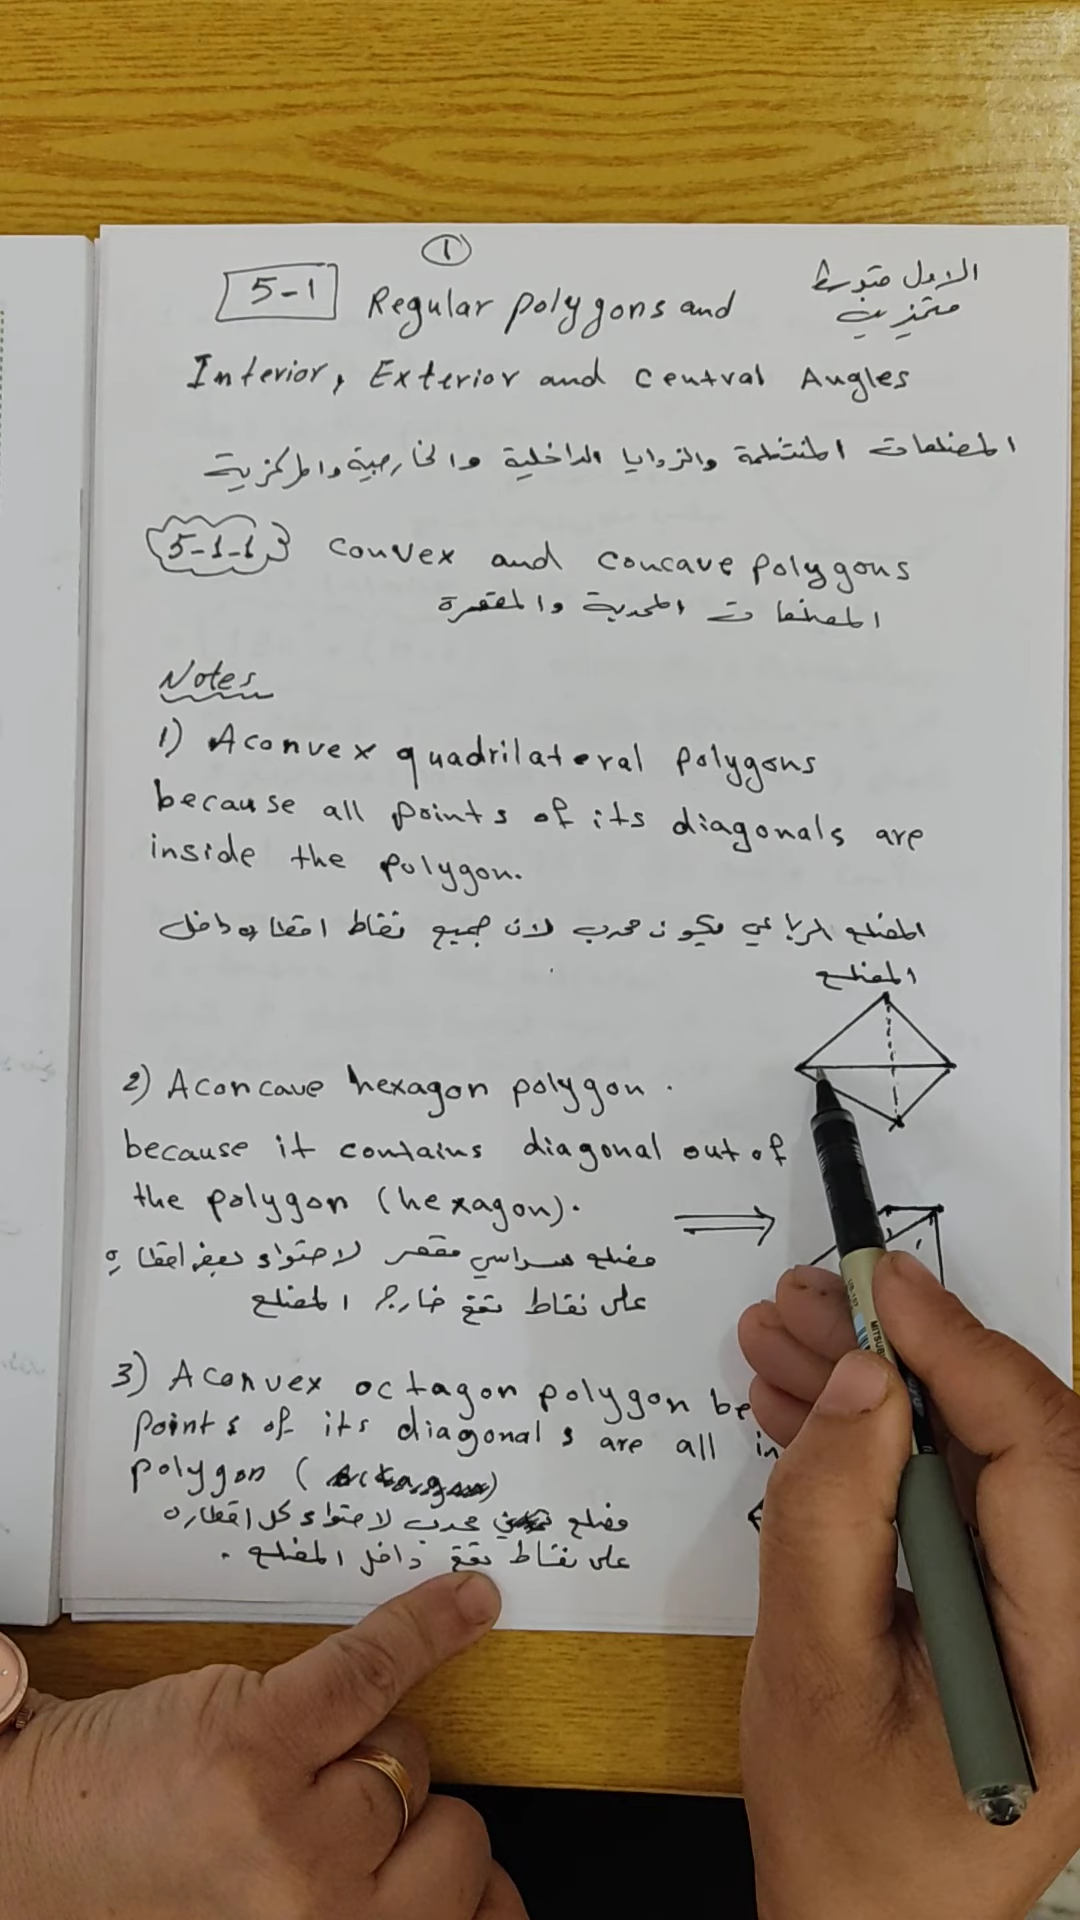 1
الاول متوسط
5-1 Regular polygons and
متميزين
Interior, Exterior and Central Angles
المضلعات المنتظمة والزوايا الداخلية والخارجية والمركزية
5-1-1 Convex and Concave polygons
المضلعات المحدبة والمقعرة
Notes
1) A convex quadrilateral polygons
because all points of its diagonals are
inside the polygon.
المضلع الرباعي يكون محدب لان جميع نقاط اقطاره داخل
المضلع
2) A concave hexagon polygon.
because it contains diagonal out of
the polygon (hexagon).
مضلع سداسي مقعر لاحتواء بعض اقطاره
على نقاط تقع خارج المضلع
3) A convex octagon polygon be
points of its diagonals are all in
polygon (
مضلع محدب لاحتواء كل اقطاره
على نقاط تقع داخل المضلع.
MITSUBI